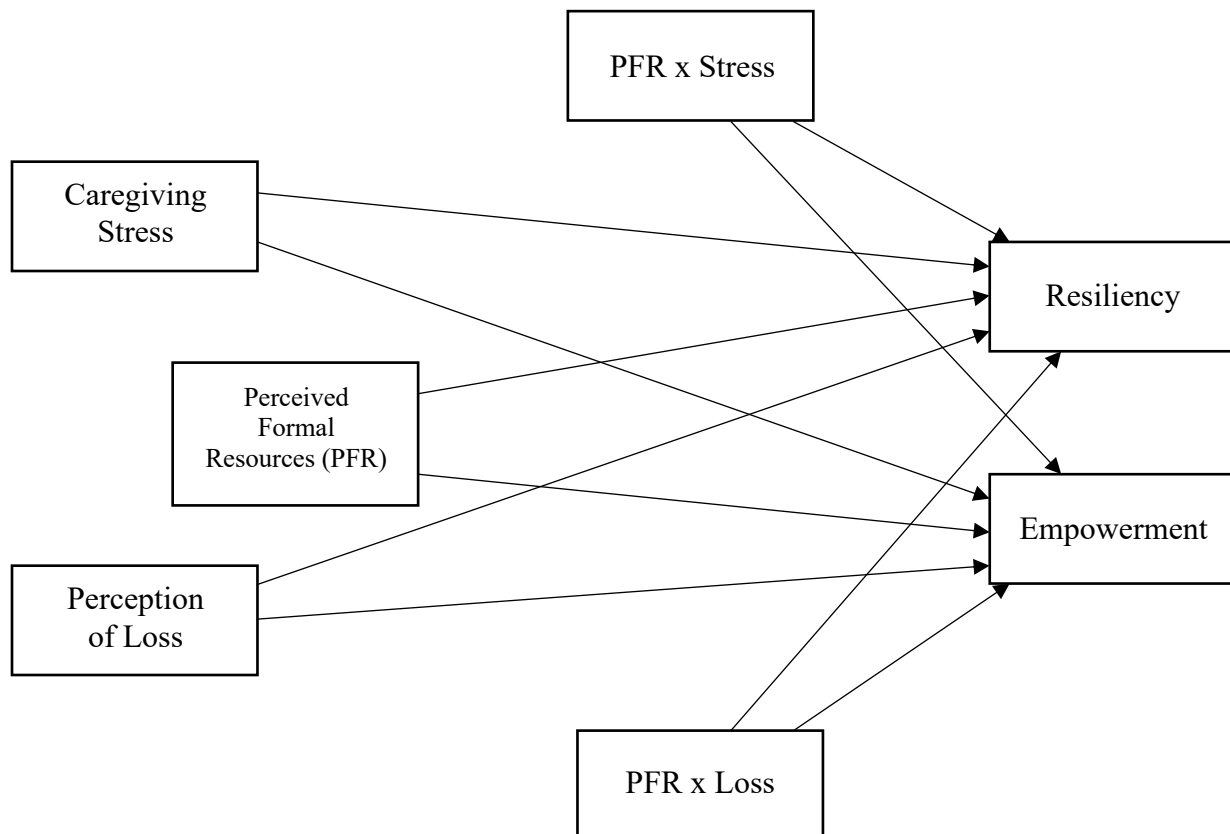 PFR x Stress
Caregiving
Stress
Resiliency
Perceived
Formal
Resources (PFR)
Empowerment
Perception
of Loss
PFR x Loss